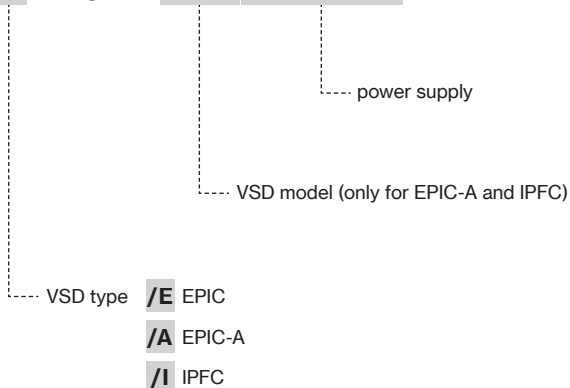 power supply
VSD model (only for EPIC-A and IPFC)
VSD type /E EPIC
/A EPIC-A
/I IPFC